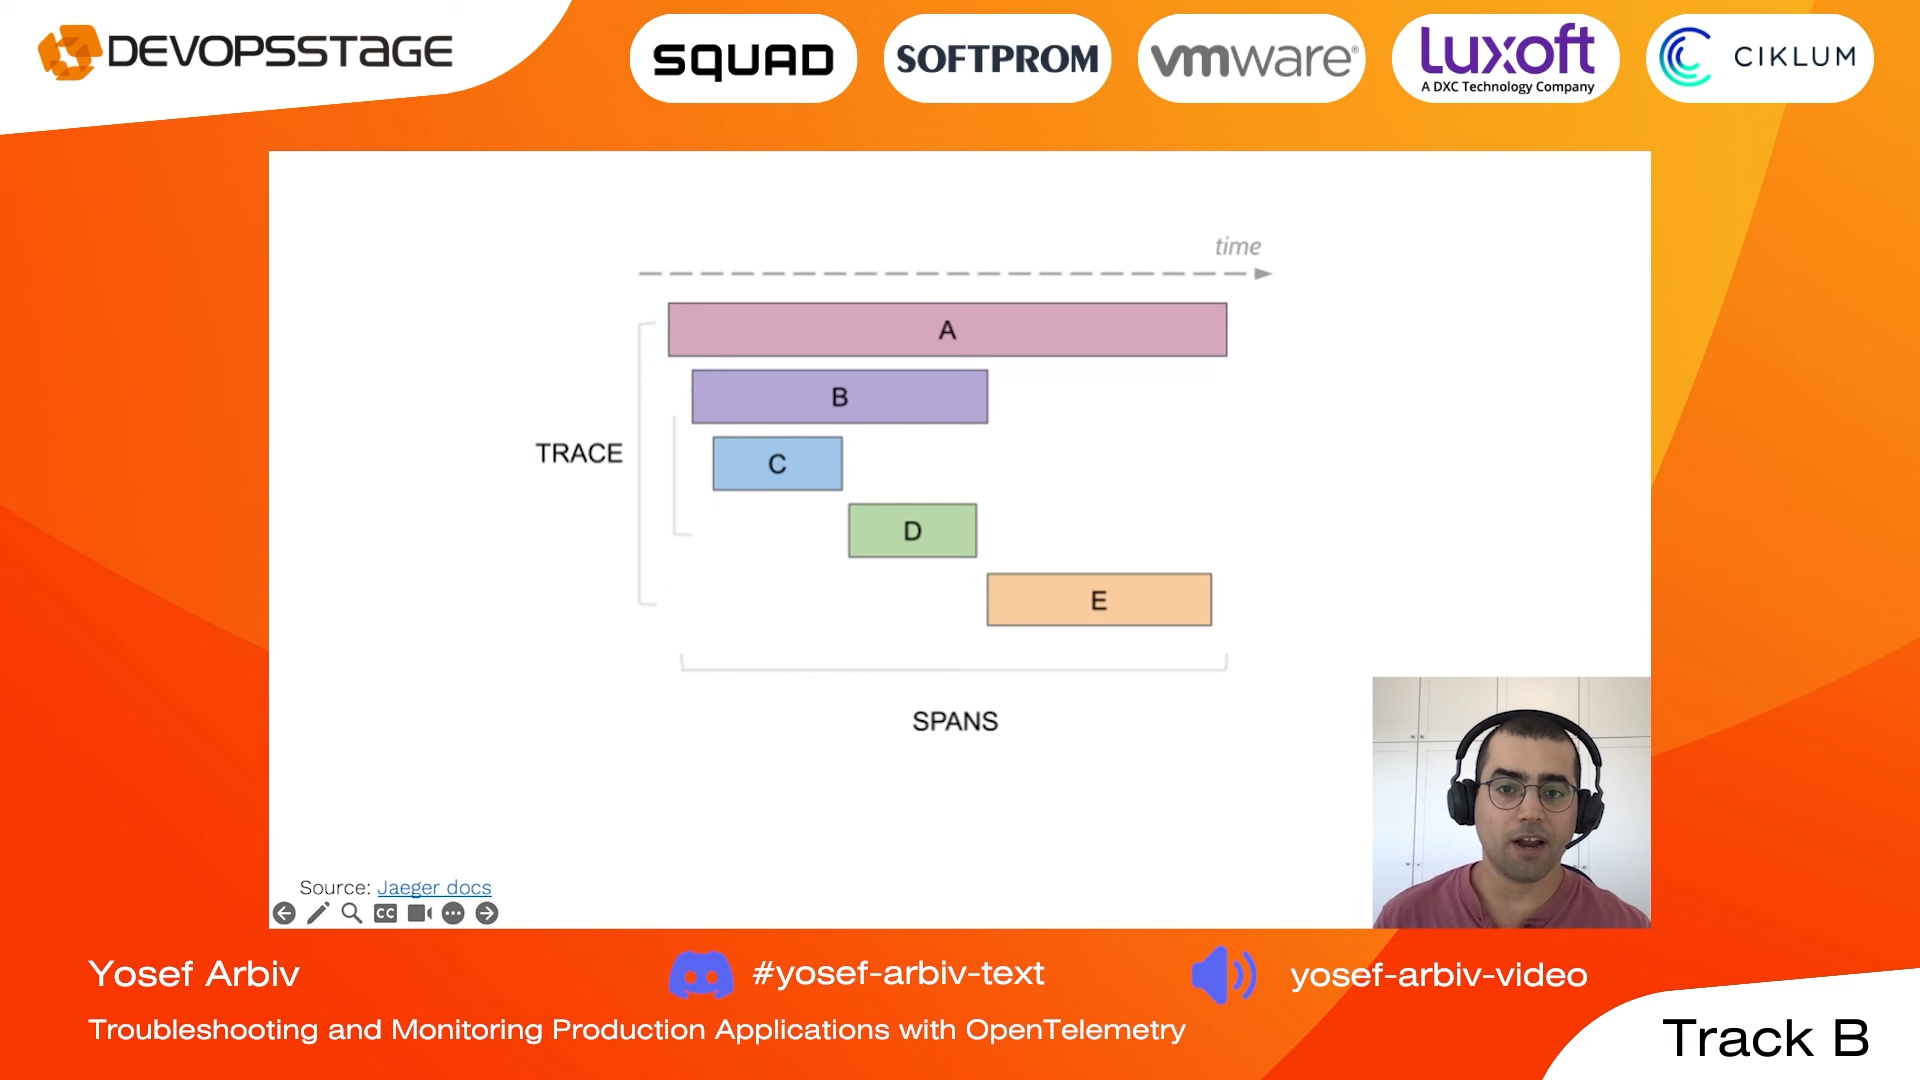 DEVOPSSTAGE
SQUAD
SOFTPROM
vmware®
Luxoft
A DXC Technology Company
CIKLUM
time
A
B
TRACE
C
D
E
SPANS
Source: Jaeger docs
CC
Yosef Arbiv
#yosef-arbiv-text
yosef-arbiv-video
Troubleshooting and Monitoring Production Applications with OpenTelemetry
Track B